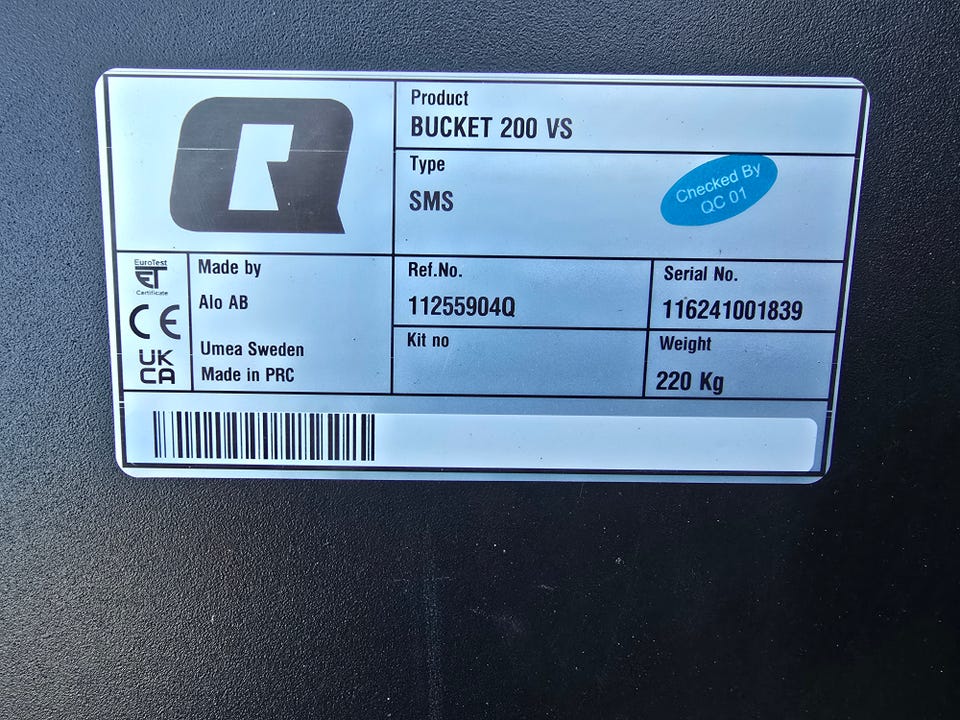 Product
BUCKET 200 VS
Type
SMS
Checked By
QC 01
EuroTest
ET
Certificate
CE
UK
CA
Made by
Alo AB
Umea Sweden
Made in PRC
Ref.No.
11255904Q
Serial No.
116241001839
Kit no
Weight
220 Kg